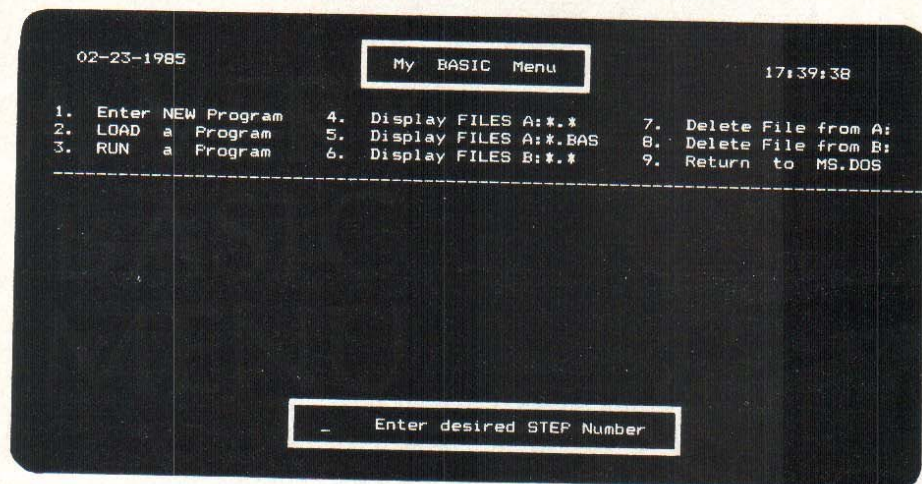 02-23-1985
My BASIC Menu
17:39:38
1. Enter NEW Program
2. LOAD a Program
3. RUN a Program
4. Display FILES A:*.*
5. Display FILES A:*.BAS
6. Display FILES B:*.*
7. Delete File from A:
8. Delete File from B:
9. Return to MS.DOS
_ Enter desired STEP Number